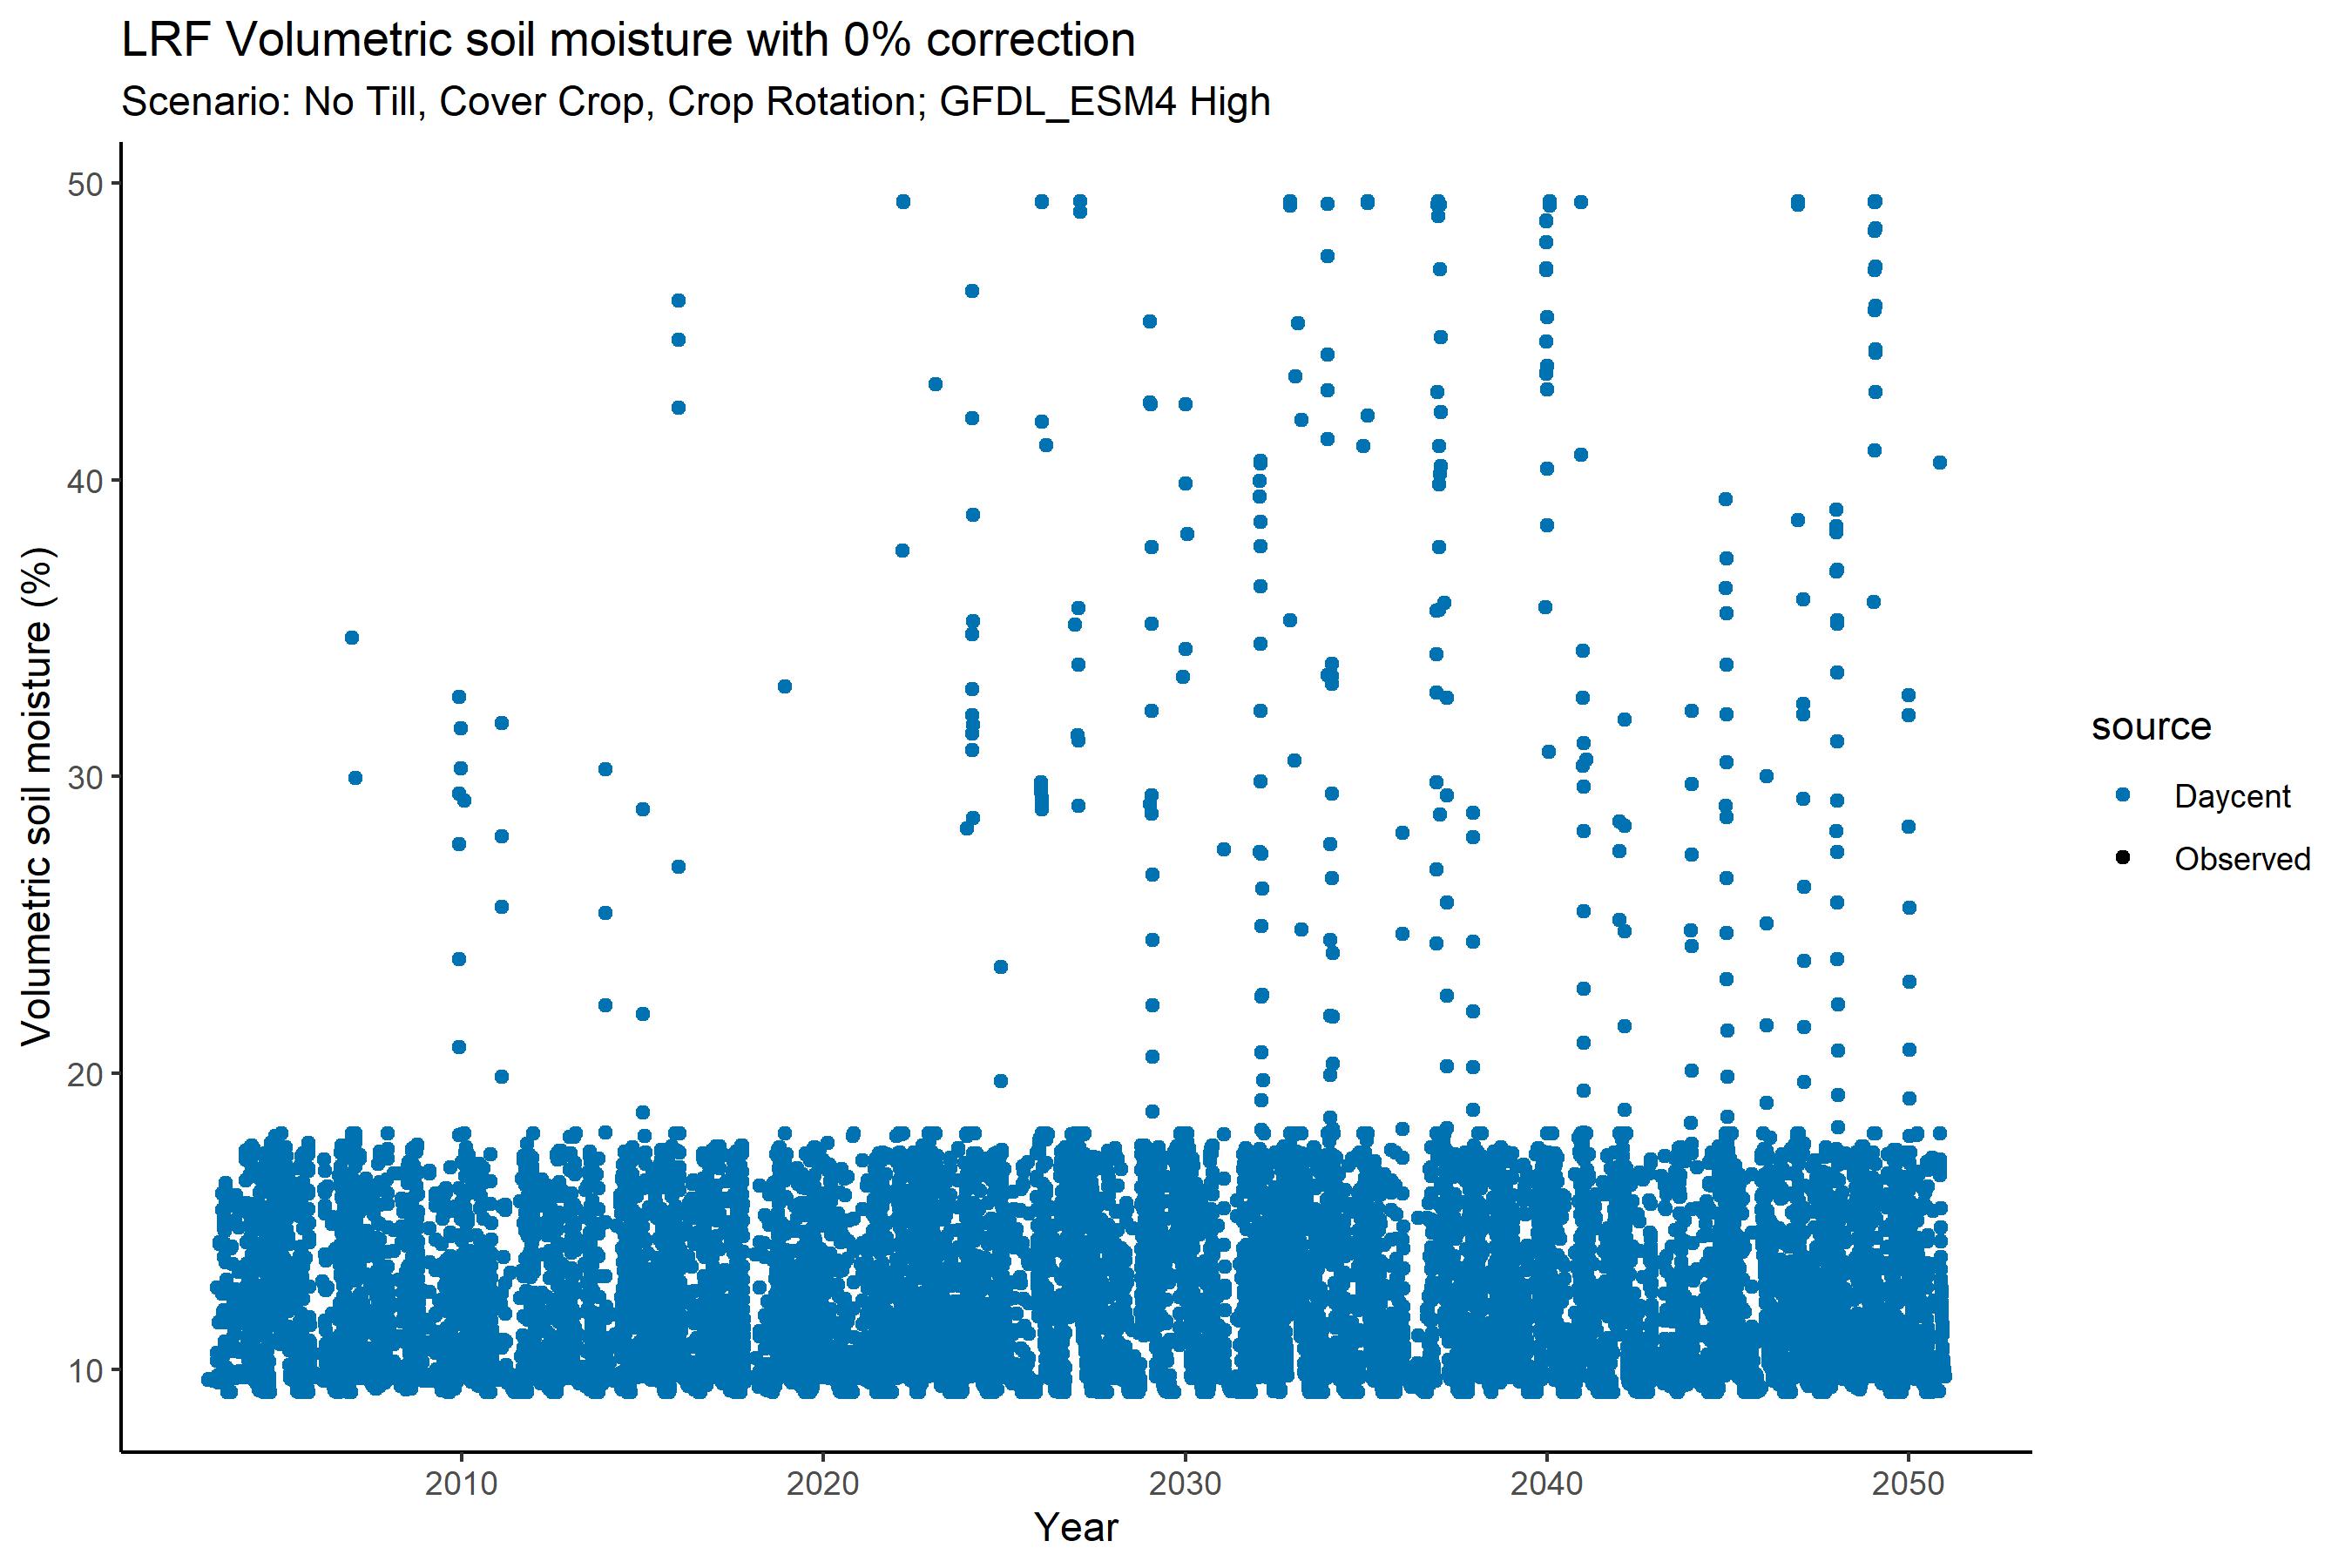 LRF Volumetric soil moisture with 0% correction
Scenario: No Till, Cover Crop, Crop Rotation; GFDL_ESM4 High
50
40
30
20
10
Volumetric soil moisture (%)
2010
2020
2030
2040
2050
Year
source
Daycent
Observed